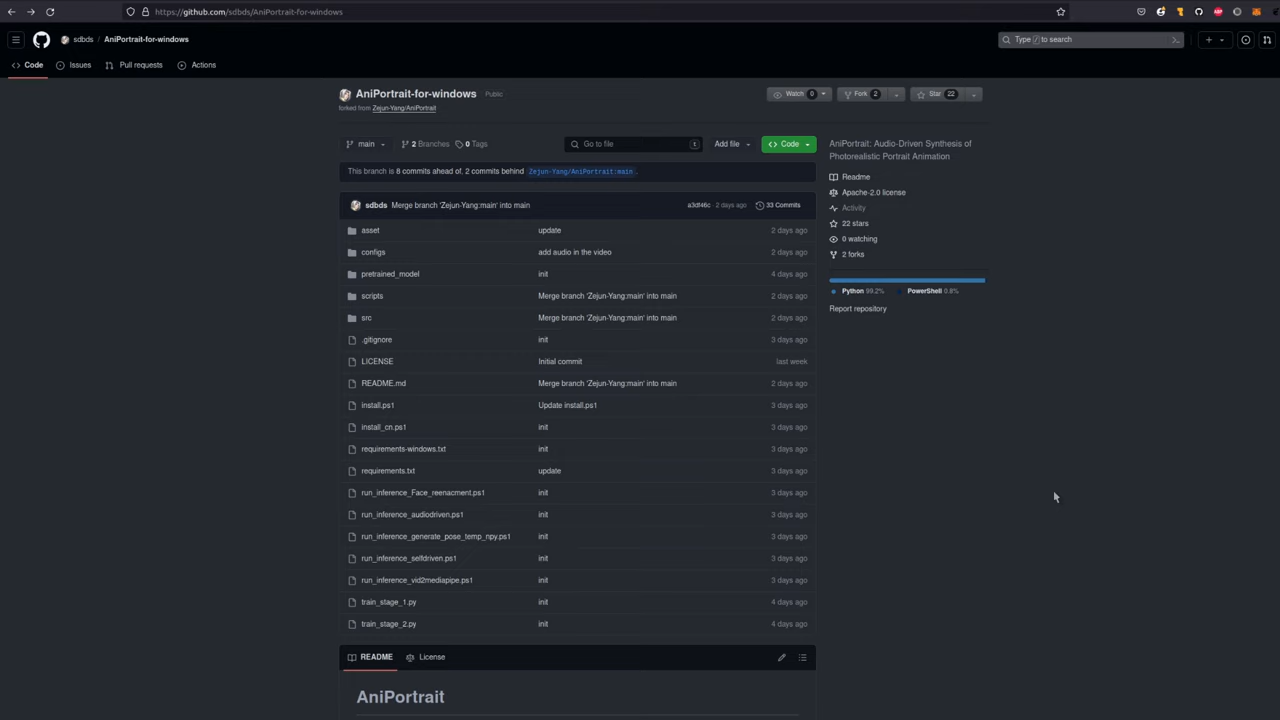 https://github.com/sdbds/AniPortrait-for-windows
sdbds / AniPortrait-for-windows
Type / to search
Code Issues Pull requests Actions
AniPortrait-for-windows Public
forked from Zejun-Yang/AniPortrait
Watch 0 Fork 2 Star 22
main 2 Branches 0 Tags Go to file t Add file Code
AniPortrait: Audio-Driven Synthesis of
Photorealistic Portrait Animation
This branch is 8 commits ahead of, 2 commits behind Zejun-Yang/AniPortrait:main .
Readme
Apache-2.0 license
Activity
22 stars
0 watching
2 forks
Python 99.2% PowerShell 0.8%
Report repository
sdbds Merge branch 'Zejun-Yang:main' into main a3df46c 2 days ago 33 Commits
asset update 2 days ago
configs add audio in the video 2 days ago
pretrained_model init 4 days ago
scripts Merge branch 'Zejun-Yang:main' into main 2 days ago
src Merge branch 'Zejun-Yang:main' into main 2 days ago
.gitignore init 3 days ago
LICENSE Initial commit last week
README.md Merge branch 'Zejun-Yang:main' into main 2 days ago
install.ps1 Update install.ps1 3 days ago
install_cn.ps1 init 3 days ago
requirements-windows.txt init 3 days ago
requirements.txt update 3 days ago
run_inference_Face_reenacment.ps1 init 3 days ago
run_inference_audiodriven.ps1 init 3 days ago
run_inference_generate_pose_temp_npy.ps1 init 3 days ago
run_inference_selfdriven.ps1 init 3 days ago
run_inference_vid2mediapipe.ps1 init 3 days ago
train_stage_1.py init 4 days ago
train_stage_2.py init 4 days ago
README License
AniPortrait